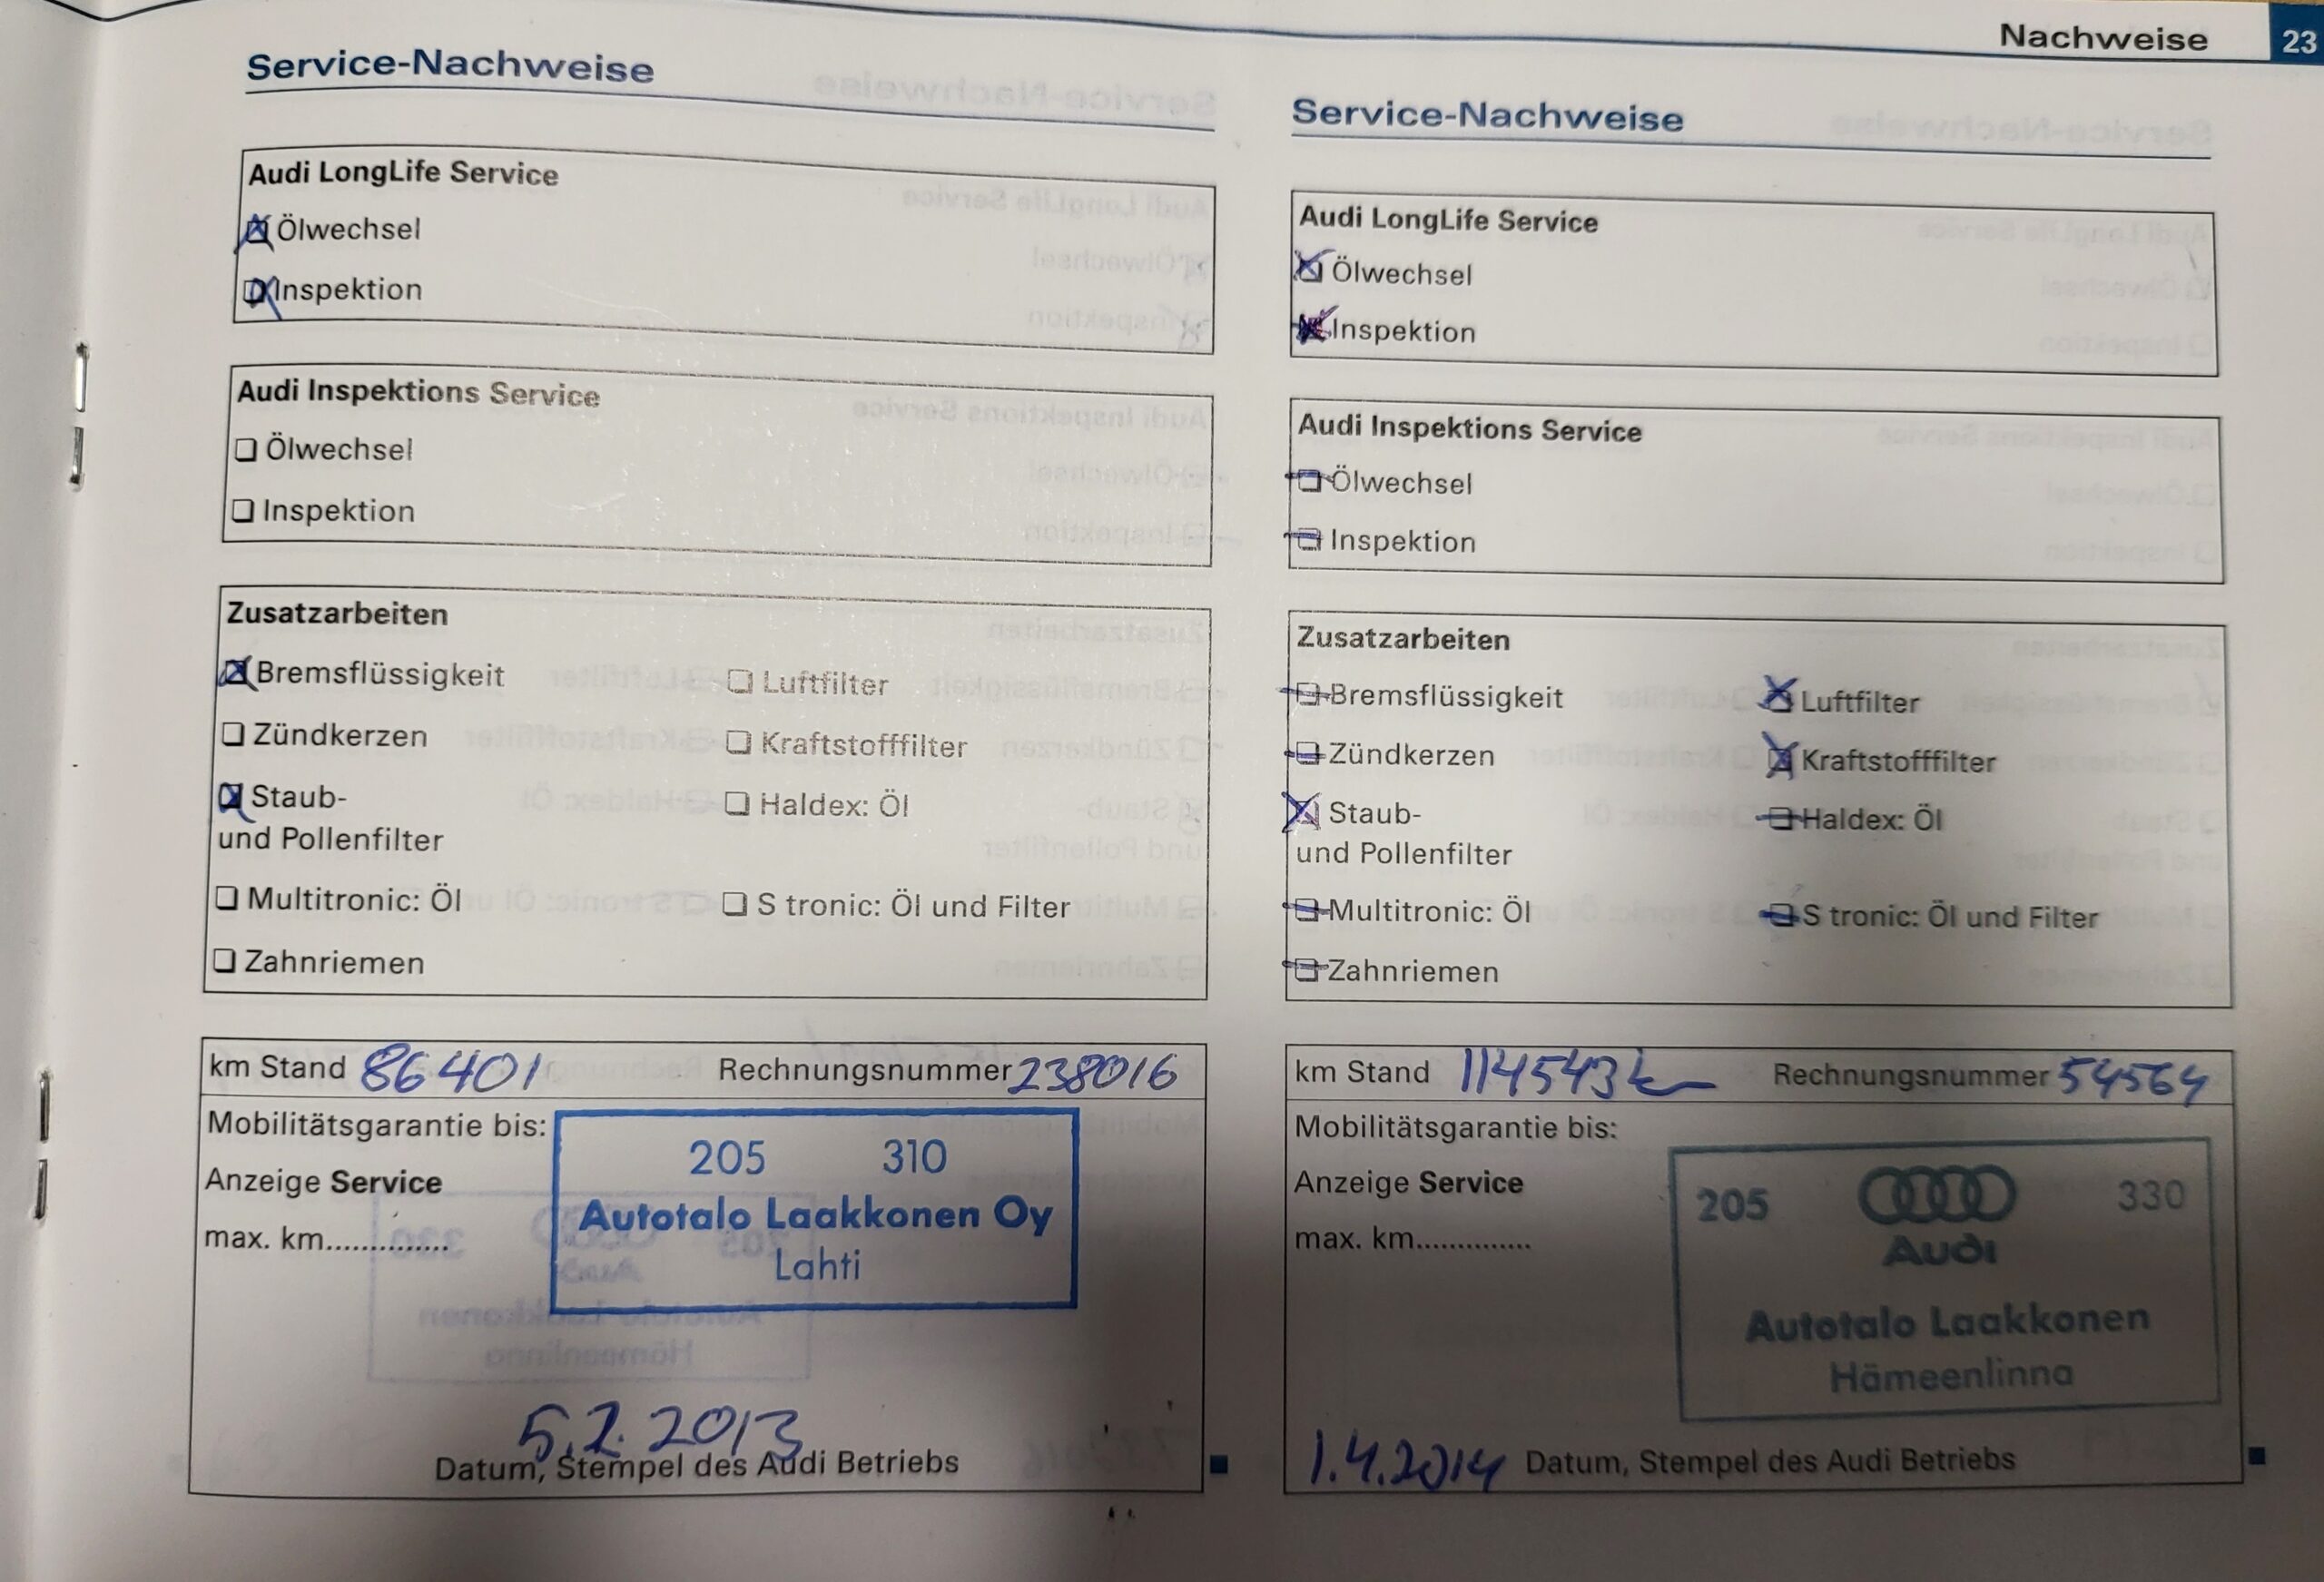 Nachweise 23
Service-Nachweise
Audi LongLife Service
Ölwechsel
Inspektion
Audi Inspektions Service
Ölwechsel
Inspektion
Zusatzarbeiten
Bremsflüssigkeit Luftfilter
Zündkerzen Kraftstofffilter
Staub- Haldex: Öl
und Pollenfilter
Multitronic: Öl S tronic: Öl und Filter
Zahnriemen
km Stand 86401 Rechnungsnummer 238016
Mobilitätsgarantie bis:
Anzeige Service
max. km..............
205 310
Autotalo Laakkonen Oy
Lahti
5.2.2013
Datum, Stempel des Audi Betriebs
Service-Nachweise
Audi LongLife Service
Ölwechsel
Inspektion
Audi Inspektions Service
Ölwechsel
Inspektion
Zusatzarbeiten
Bremsflüssigkeit Luftfilter
Zündkerzen Kraftstofffilter
Staub- Haldex: Öl
und Pollenfilter
Multitronic: Öl S tronic: Öl und Filter
Zahnriemen
km Stand 114543 km Rechnungsnummer 54564
Mobilitätsgarantie bis:
Anzeige Service
max. km..............
205 330
Audi
Autotalo Laakkonen
Hämeenlinna
1.4.2014 Datum, Stempel des Audi Betriebs